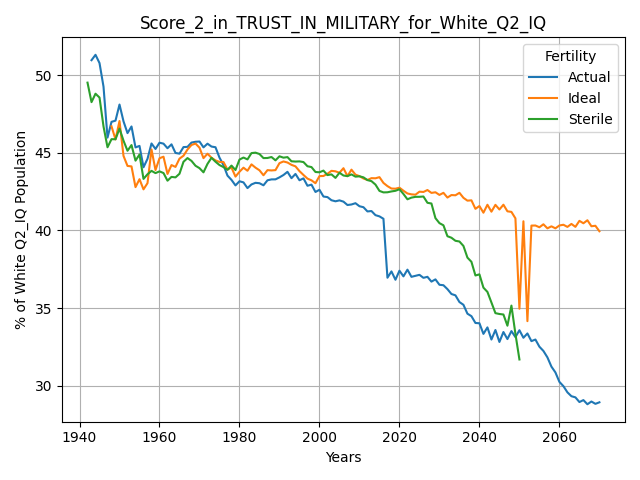 Score_2_in_TRUST_IN_MILITARY_for_White_Q2_IQ
Fertility
Actual
Ideal
Sterile
% of White Q2_IQ Population
50
45
40
35
30
1940
1960
1980
2000
2020
2040
2060
Years